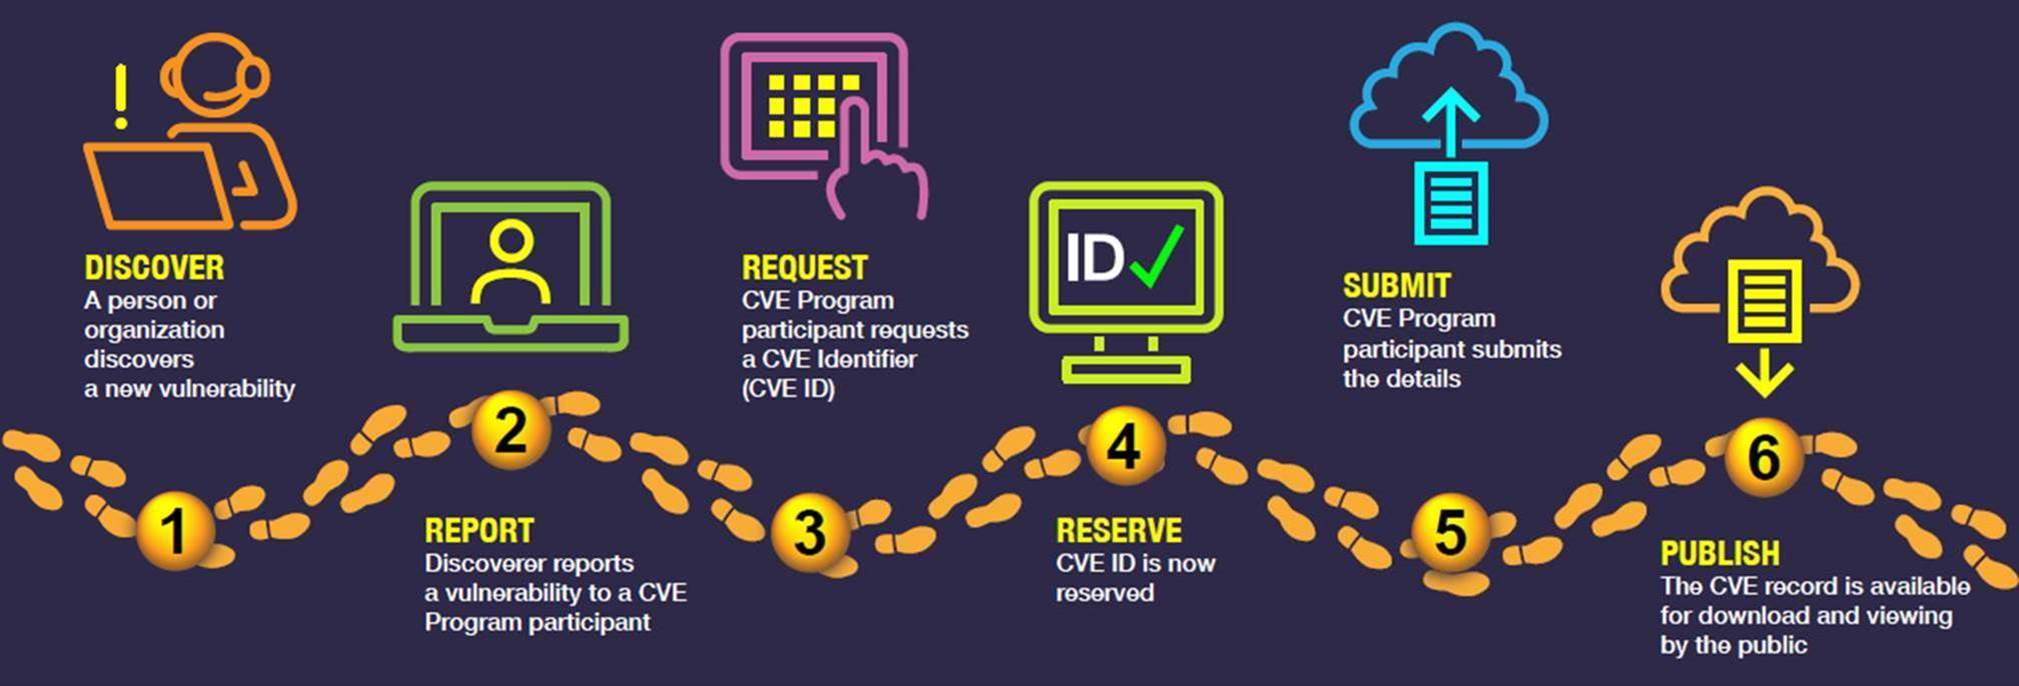 DISCOVER
A person or
organization
discovers
a new vulnerability
1
2
REPORT
Discoverer reports
a vulnerability to a CVE
Program participant
REQUEST
CVE Program
participant requests
a CVE Identifier
(CVE ID)
3
ID
4
RESERVE
CVE ID is now
reserved
SUBMIT
CVE Program
participant submits
the details
5
6
PUBLISH
The CVE record is available
for download and viewing
by the public